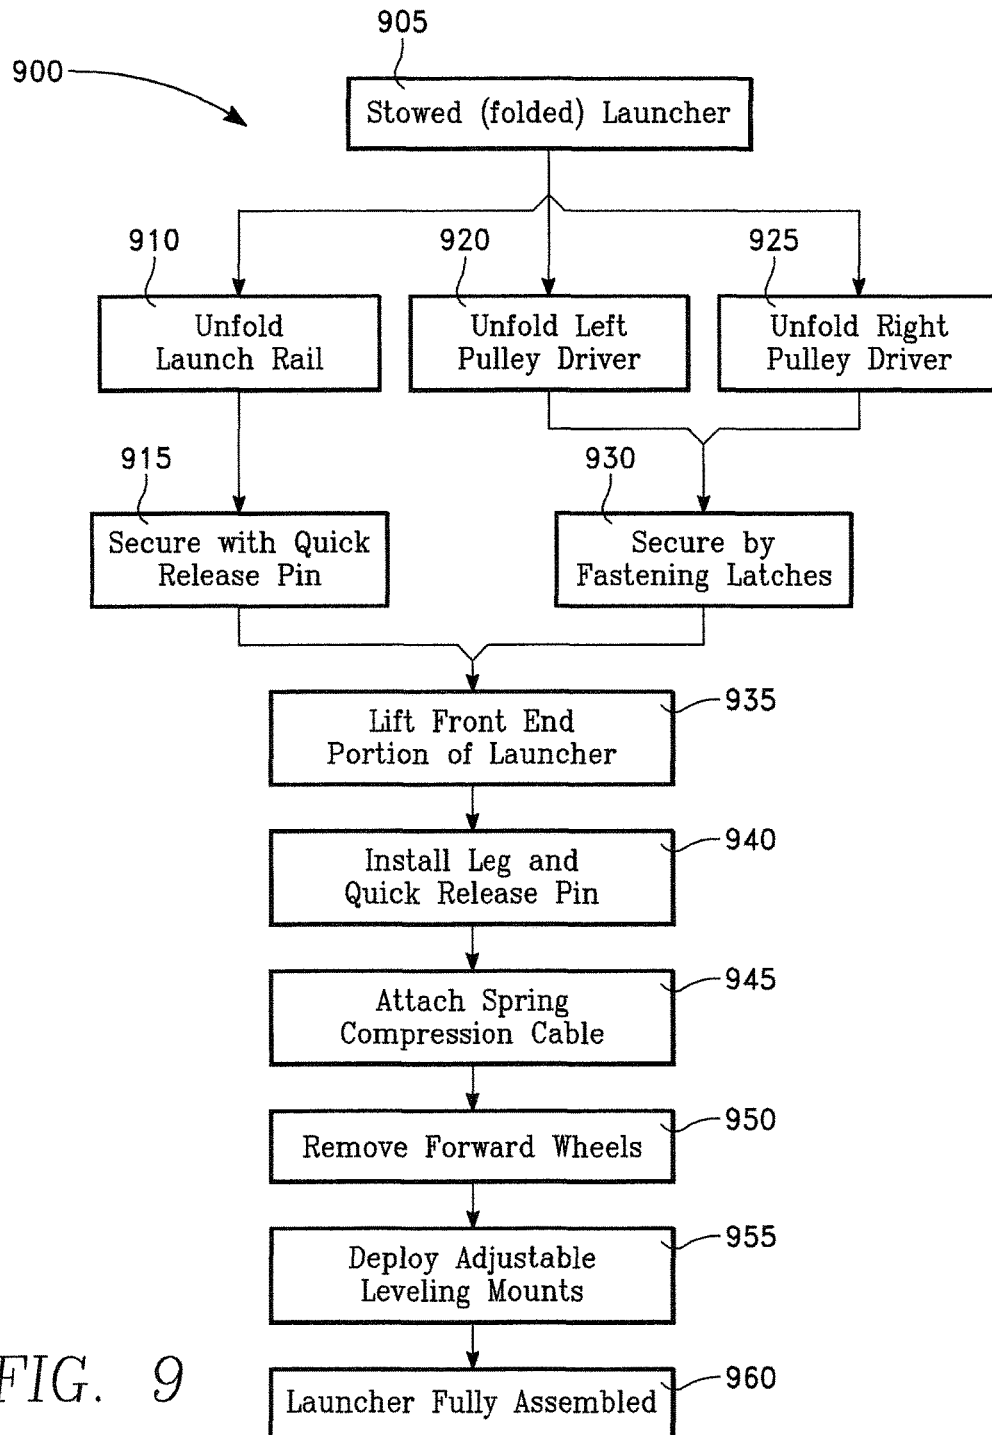 905
900
Stowed (folded) Launcher
910
920
925
Unfold
Launch Rail
Unfold Left
Pulley Driver
Unfold Right
Pulley Driver
915
930
Secure with Quick
Release Pin
Secure by
Fastening Latches
935
Lift Front End
Portion of Launcher
940
Install Leg and
Quick Release Pin
945
Attach Spring
Compression Cable
950
Remove Forward Wheels
955
Deploy Adjustable
Leveling Mounts
960
Launcher Fully Assembled
FIG. 9